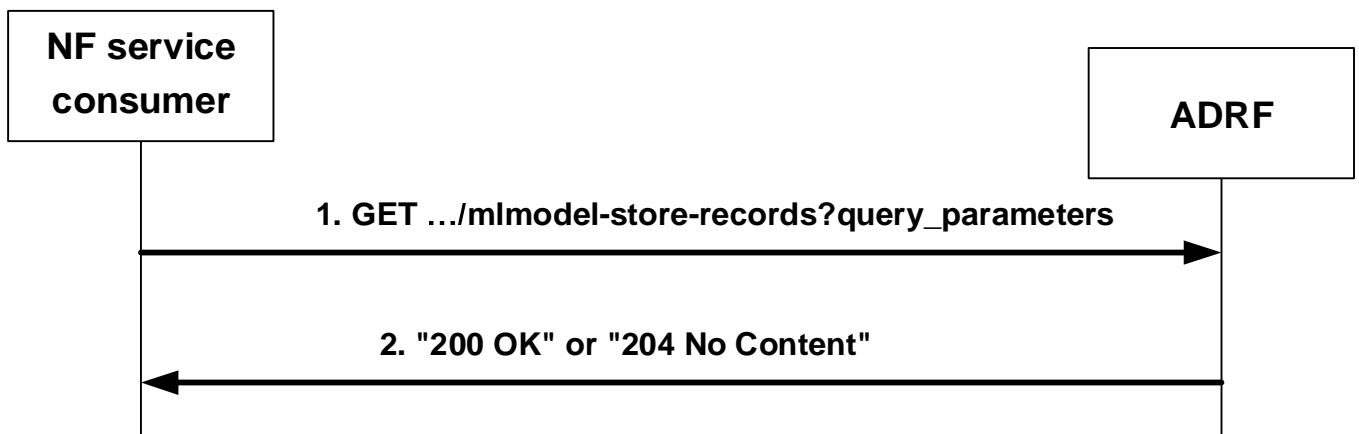 NF service
consumer
ADRF
1. GET …/mlmodel-store-records?query_parameters
2. "200 OK" or "204 No Content"